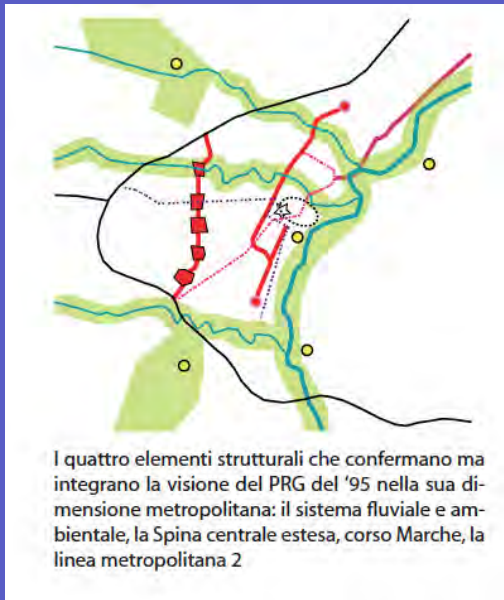 I quattro elementi strutturali che confermano ma
integrano la visione del PRG del '95 nella sua di-
mensione metropolitana: il sistema fluviale e am-
bientale, la Spina centrale estesa, corso Marche, la
linea metropolitana 2